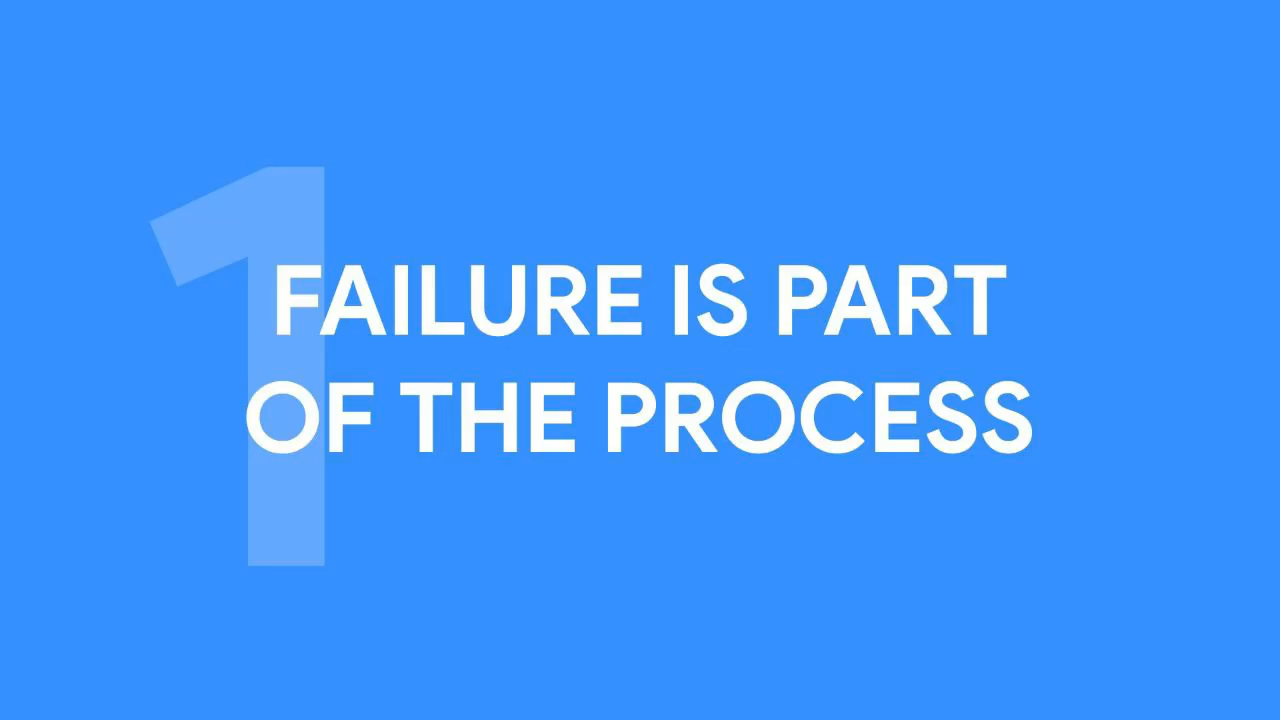 1
FAILURE IS PART
OF THE PROCESS